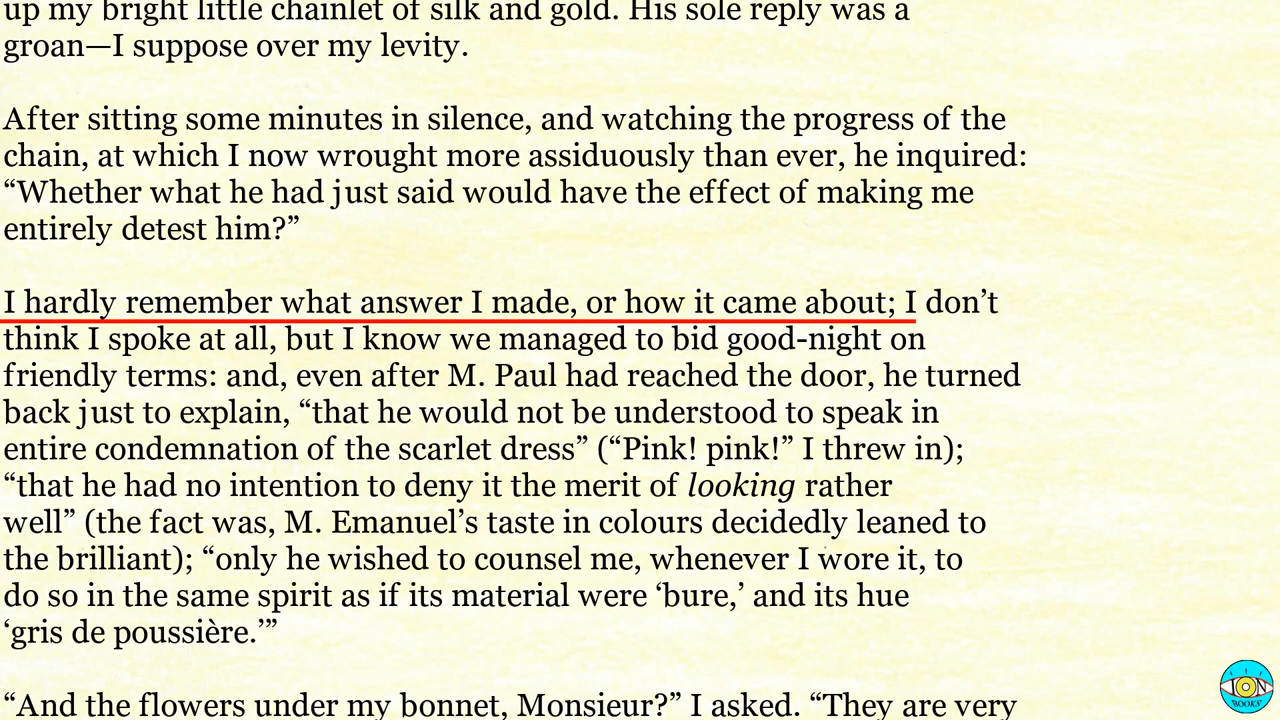 up my bright little chainlet of silk and gold. His sole reply was a
groan—I suppose over my levity.
After sitting some minutes in silence, and watching the progress of the
chain, at which I now wrought more assiduously than ever, he inquired:
“Whether what he had just said would have the effect of making me
entirely detest him?”
I hardly remember what answer I made, or how it came about; I don’t
think I spoke at all, but I know we managed to bid good-night on
friendly terms: and, even after M. Paul had reached the door, he turned
back just to explain, “that he would not be understood to speak in
entire condemnation of the scarlet dress” (“Pink! pink!” I threw in);
“that he had no intention to deny it the merit of looking rather
well” (the fact was, M. Emanuel’s taste in colours decidedly leaned to
the brilliant); “only he wished to counsel me, whenever I wore it, to
do so in the same spirit as if its material were ‘bure,’ and its hue
‘gris de poussière.’”
“And the flowers under my bonnet, Monsieur?” I asked. “They are very
ION
BOOKS